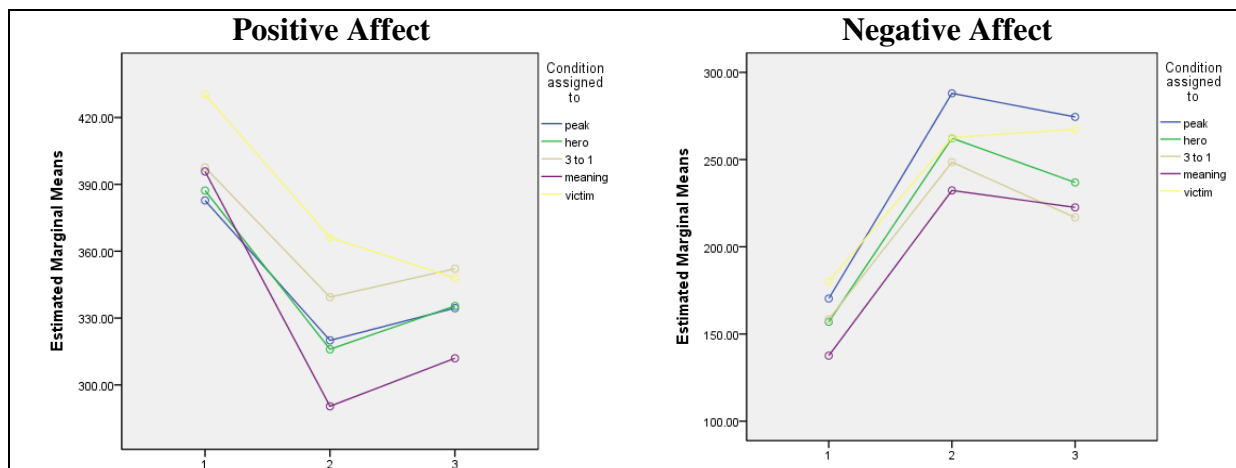 Positive Affect
Estimated Marginal Means
420.00
390.00
360.00
330.00
300.00
1 2 3
Condition
assigned
to
peak
hero
3 to 1
meaning
victim
Negative Affect
Estimated Marginal Means
300.00
250.00
200.00
150.00
100.00
1 2 3
Condition
assigned
to
peak
hero
3 to 1
meaning
victim